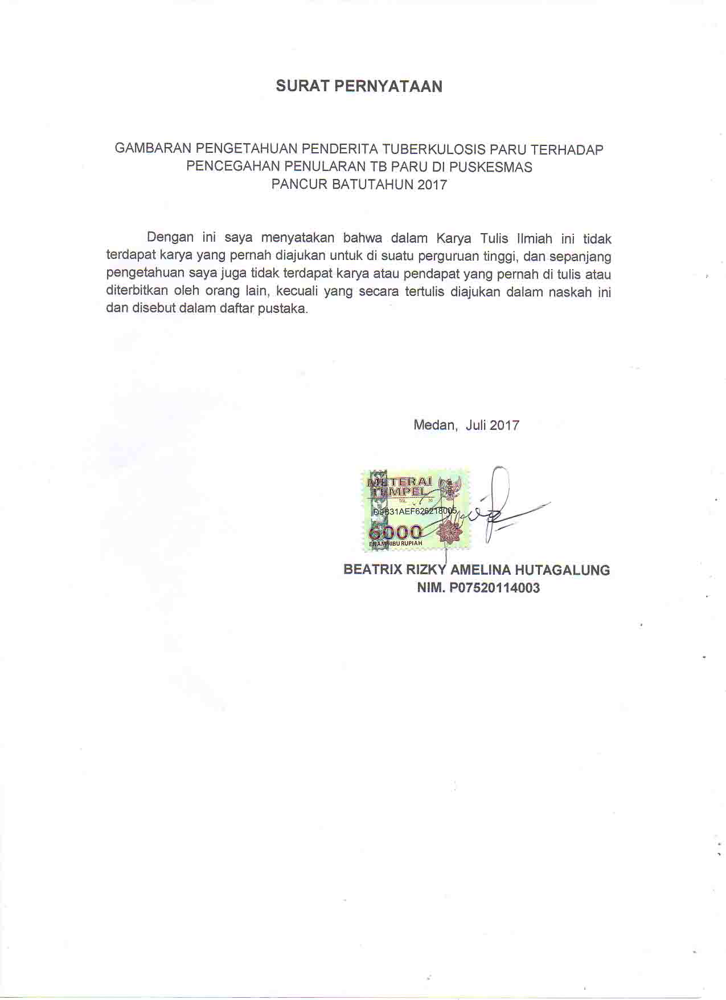 SURAT PERNYATAAN
GAMBARAN PENGETAHUAN PENDERITA TUBERKULOSIS PARU TERHADAP
PENCEGAHAN PENULARAN TB PARU DI PUSKESMAS
PANCUR BATUTAHUN 2017
Dengan ini saya menyatakan bahwa dalam Karya Tulis Ilmiah ini tidak
terdapat karya yang pernah diajukan untuk di suatu perguruan tinggi, dan sepanjang
pengetahuan saya juga tidak terdapat karya atau pendapat yang pernah di tulis atau
diterbitkan oleh orang lain, kecuali yang secara tertulis diajukan dalam naskah ini
dan disebut dalam daftar pustaka.
Medan, Juli 2017
METERAI
TEMPEL
TGL. 20
D9B31AEF626218005
6000
ENAM RIBU RUPIAH
BEATRIX RIZKY AMELINA HUTAGALUNG
NIM. P07520114003